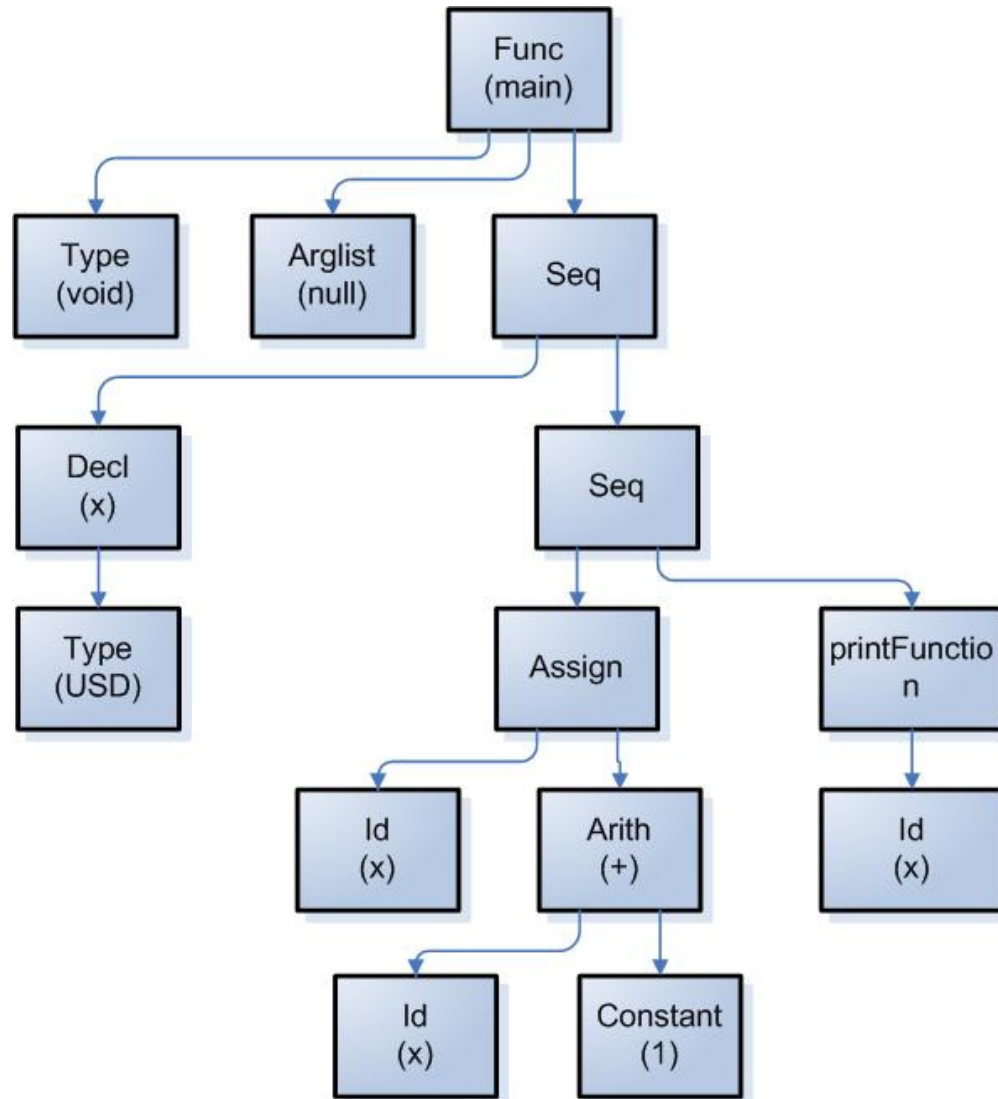 Func
(main)
Type
(void)
Arglist
(null)
Seq
Decl
(x)
Seq
Type
(USD)
Assign
printFunctio
n
Id
(x)
Arith
(+)
Id
(x)
Id
(x)
Constant
(1)